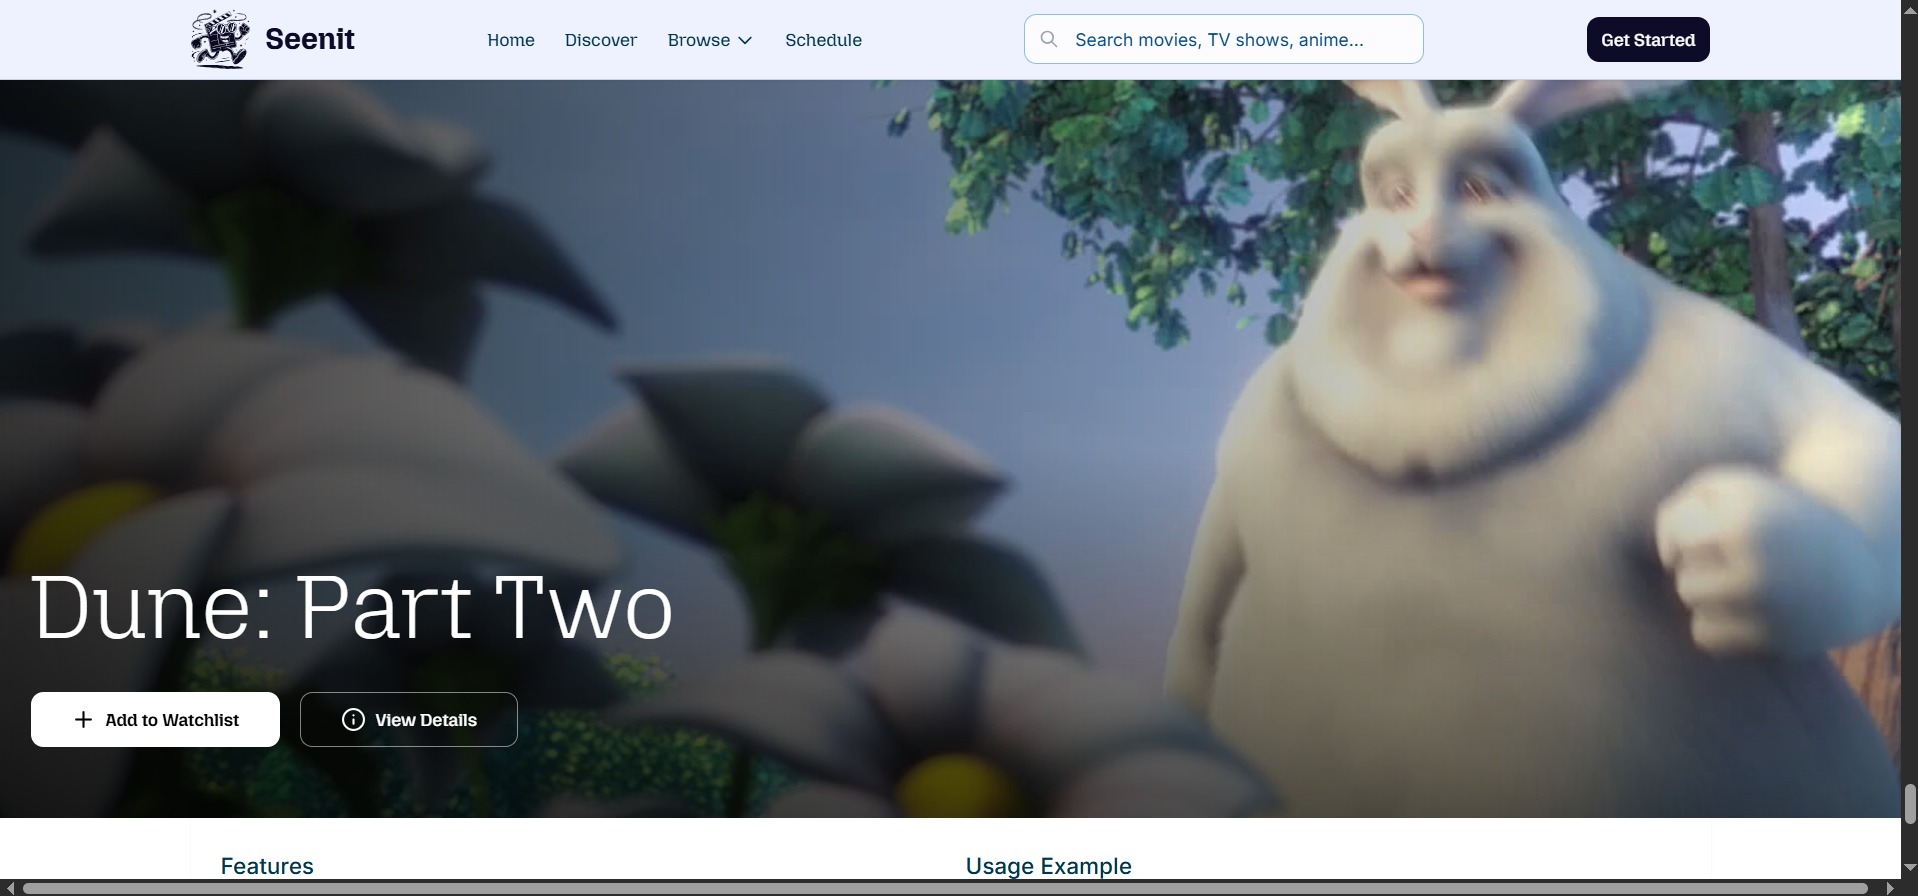 Seenit
Home
Discover
Browse
Schedule
Search movies, TV shows, anime...
Get Started
Dune: Part Two
Add to Watchlist
View Details
Features
Usage Example